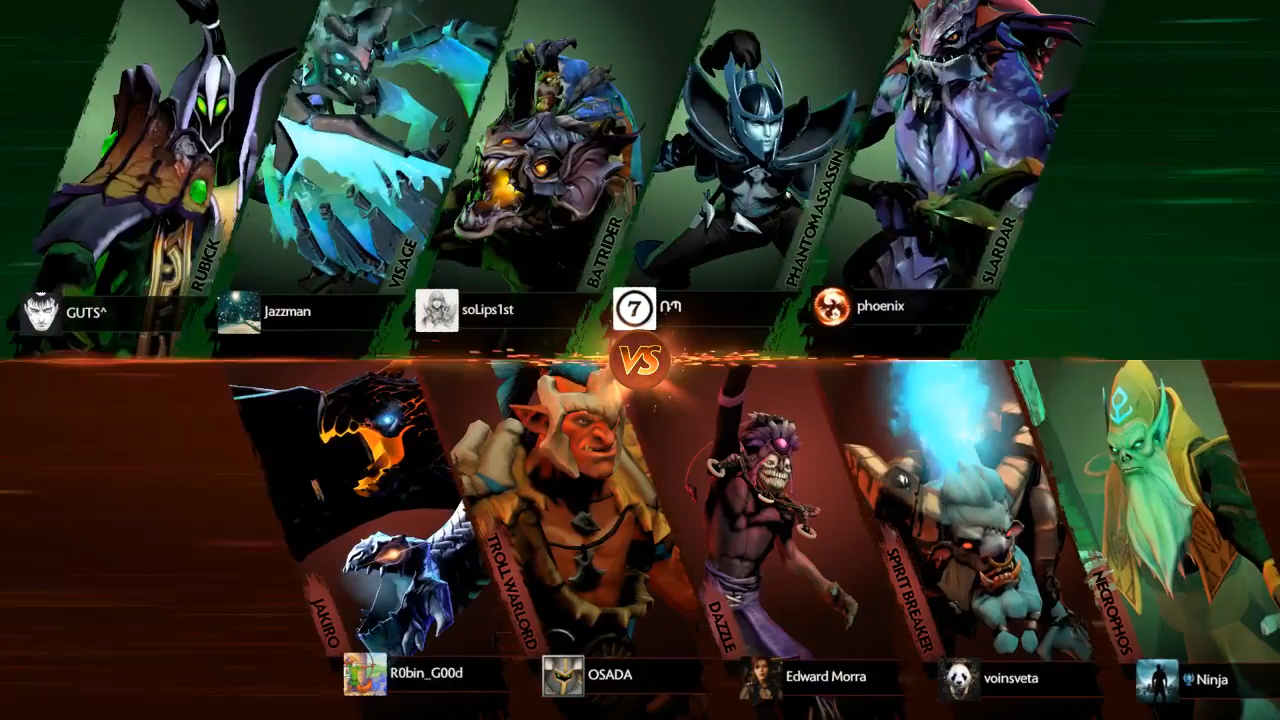 RUBICK
VISAGE
BATRIDER
PHANTOM ASSASSIN
SLARDAR
GUTS^
Jazzman
soLips1st
7
phoenix
VS
JAKIRO
TROLL WARLORD
DAZZLE
SPIRIT BREAKER
NECROPHOS
R0bin_G00d
OSADA
Edward Morra
voinsveta
Ninja